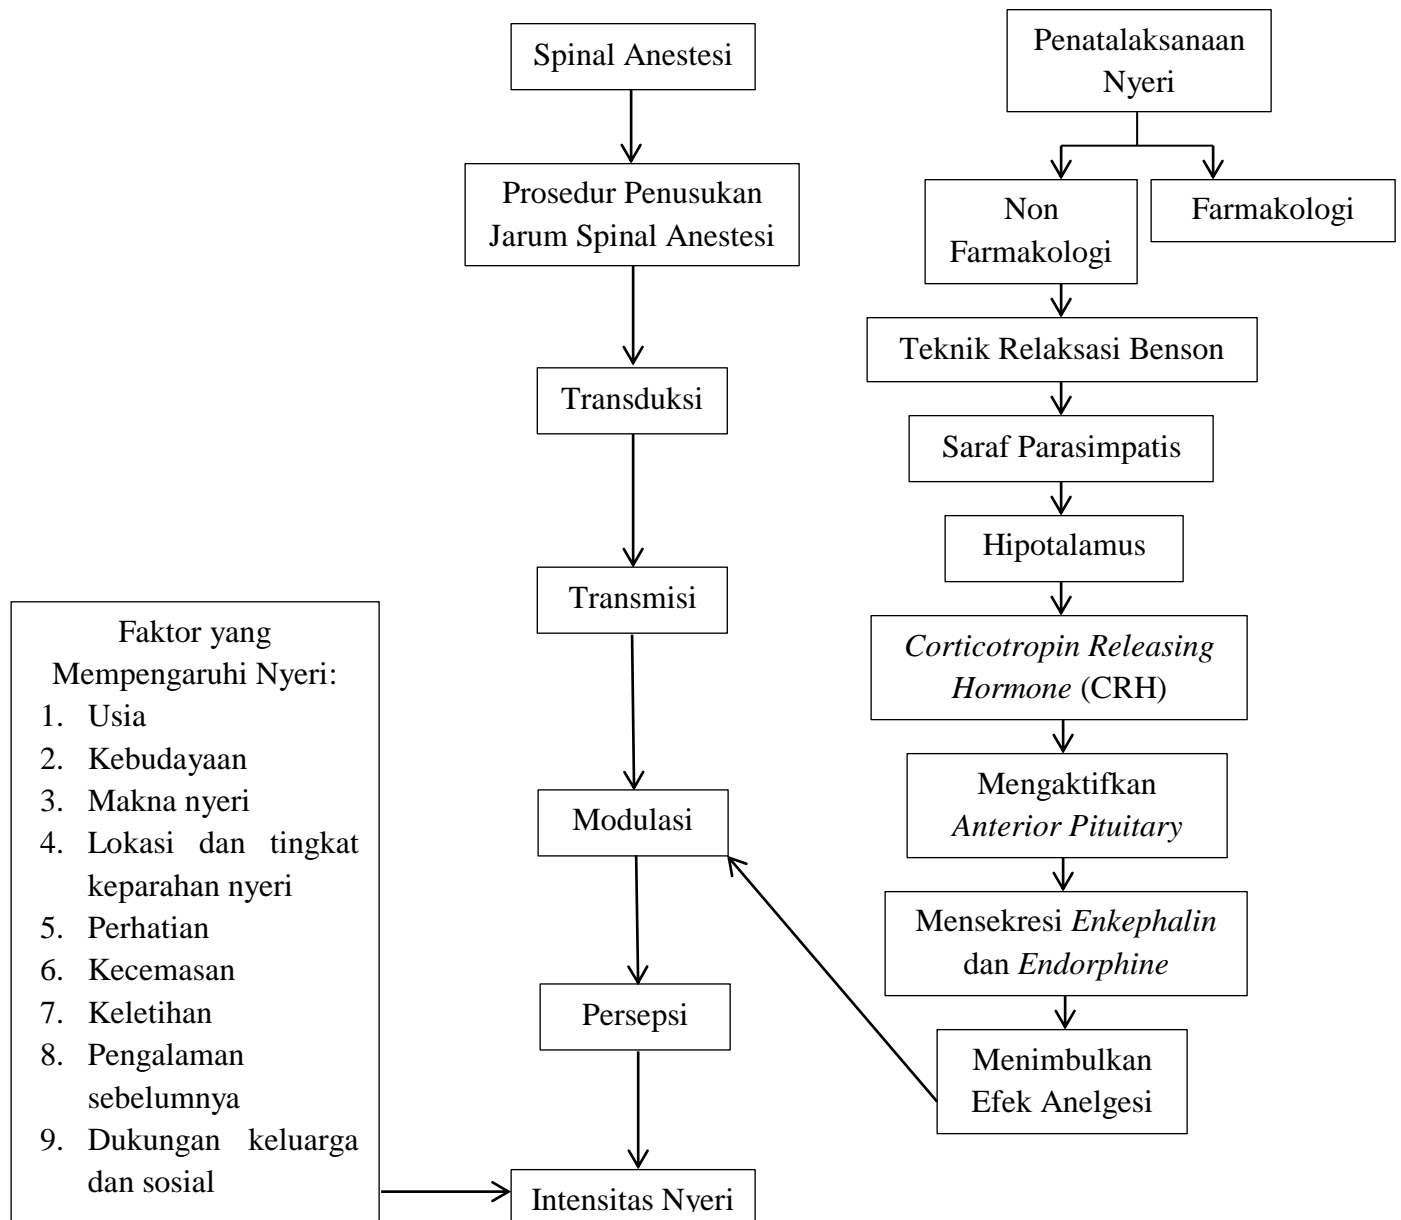 Spinal Anestesi
Prosedur Penusukan
Jarum Spinal Anestesi
Transduksi
Transmisi
Modulasi
Persepsi
Intensitas Nyeri
Faktor yang
Mempengaruhi Nyeri:
1. Usia
2. Kebudayaan
3. Makna nyeri
4. Lokasi dan tingkat
keparahan nyeri
5. Perhatian
6. Kecemasan
7. Keletihan
8. Pengalaman
sebelumnya
9. Dukungan keluarga
dan sosial
Penatalaksanaan
Nyeri
Non
Farmakologi
Farmakologi
Teknik Relaksasi Benson
Saraf Parasimpatis
Hipotalamus
Corticotropin Releasing
Hormone (CRH)
Mengaktifkan
Anterior Pituitary
Mensekresi Enkephalin
dan Endorphine
Menimbulkan
Efek Anelgesi